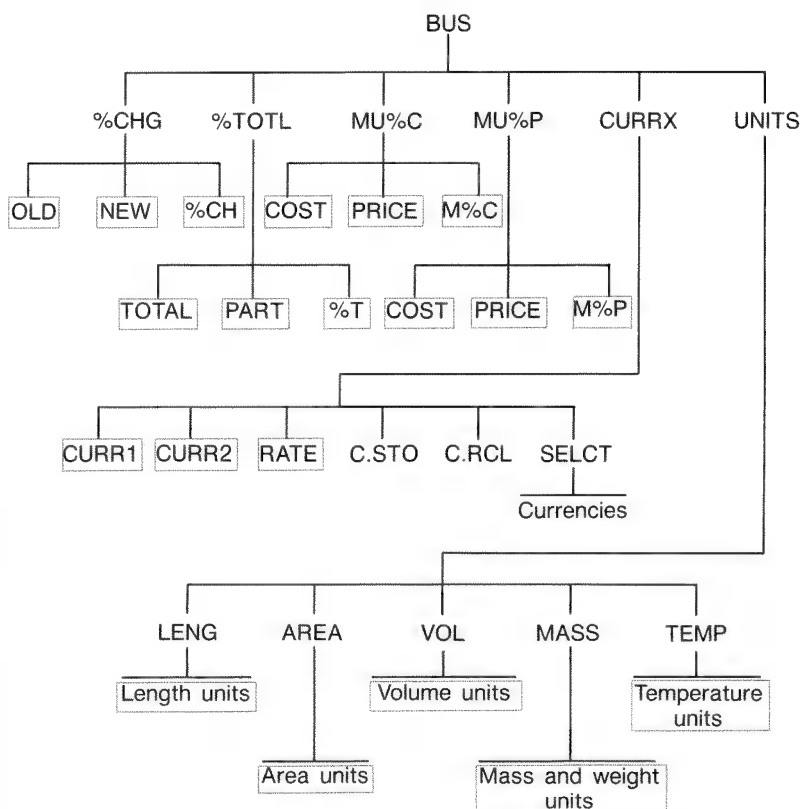 BUS
%CHG %TOTL MU%C MU%P CURRX UNITS
OLD NEW %CH COST PRICE M%C
TOTAL PART %T COST PRICE M%P
CURR1 CURR2 RATE C.STO C.RCL SELCT
Currencies
LENG AREA VOL MASS TEMP
Length units Volume units Temperature
units
Area units Mass and weight
units